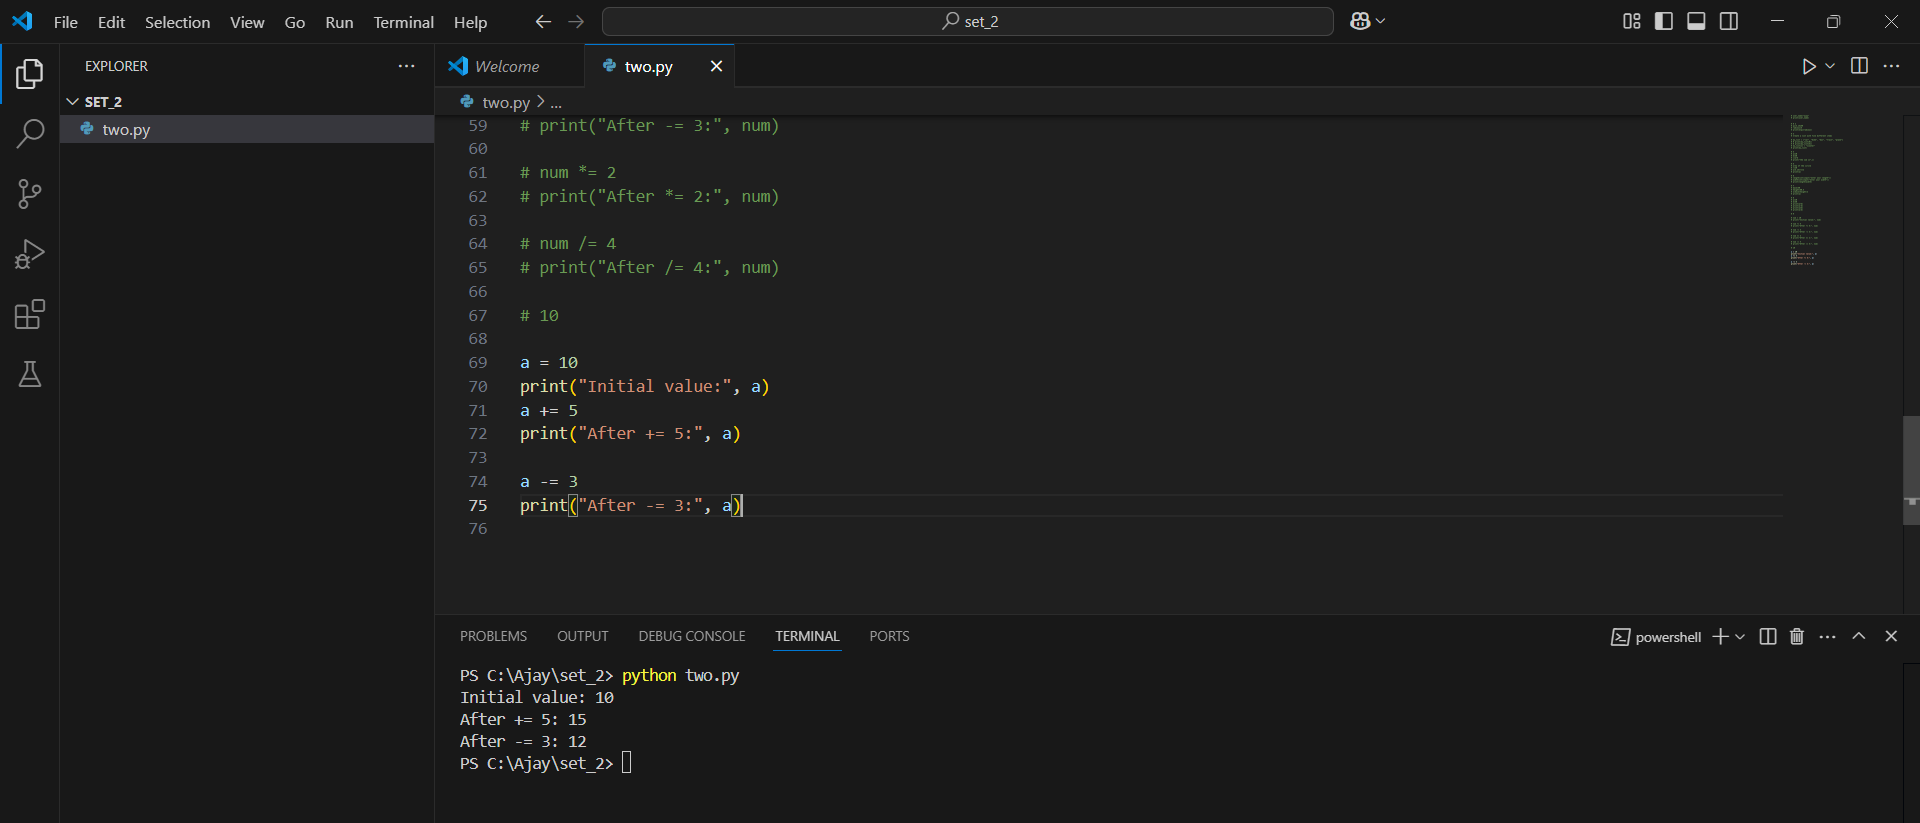 File Edit Selection View Go Run Terminal Help
set_2
EXPLORER
SET_2
two.py
Welcome
two.py
two.py > ...
59 # print("After -= 3:", num)
60
61 # num *= 2
62 # print("After *= 2:", num)
63
64 # num /= 4
65 # print("After /= 4:", num)
66
67 # 10
68
69 a = 10
70 print("Initial value:", a)
71 a += 5
72 print("After += 5:", a)
73
74 a -= 3
75 print("After -= 3:", a)
76
PROBLEMS OUTPUT DEBUG CONSOLE TERMINAL PORTS
powershell
PS C:\Ajay\set_2> python two.py
Initial value: 10
After += 5: 15
After -= 3: 12
PS C:\Ajay\set_2>